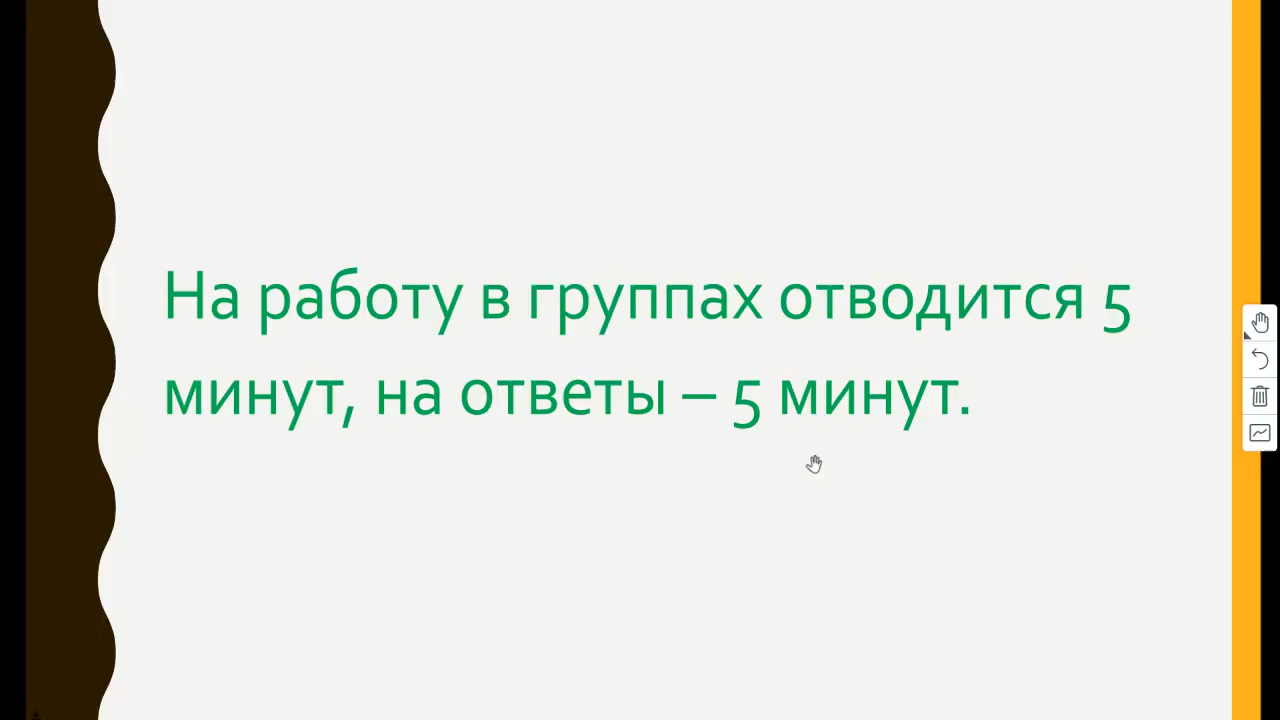 На работу в группах отводится 5
минут, на ответы – 5 минут.